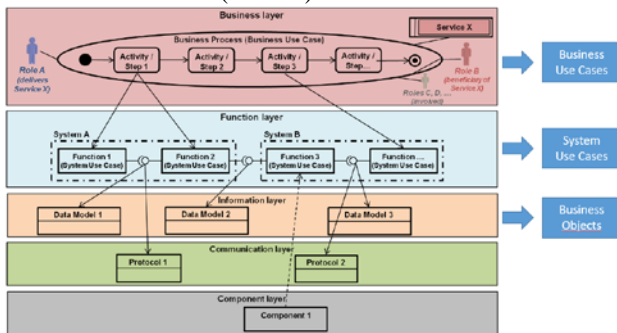 Business layer
Service X
Business Process (Business Use Case)
Role A
(delivers
Service X)
Activity /
Step 1
Activity /
Step 2
Activity /
Step 3
Activity /
Step...
Role B
(beneficiary of
Service X)
Roles C, D, ...
(involved)
Business
Use Cases
Function layer
System A
System B
Function 1
(System Use Case)
Function 2
(System Use Case)
Function 3
(System Use Case)
Function ...
(System Use Case)
System
Use Cases
Information layer
Data Model 1
Data Model 2
Data Model 3
Business
Objects
Communication layer
Protocol 1
Protocol 2
Component layer
Component 1